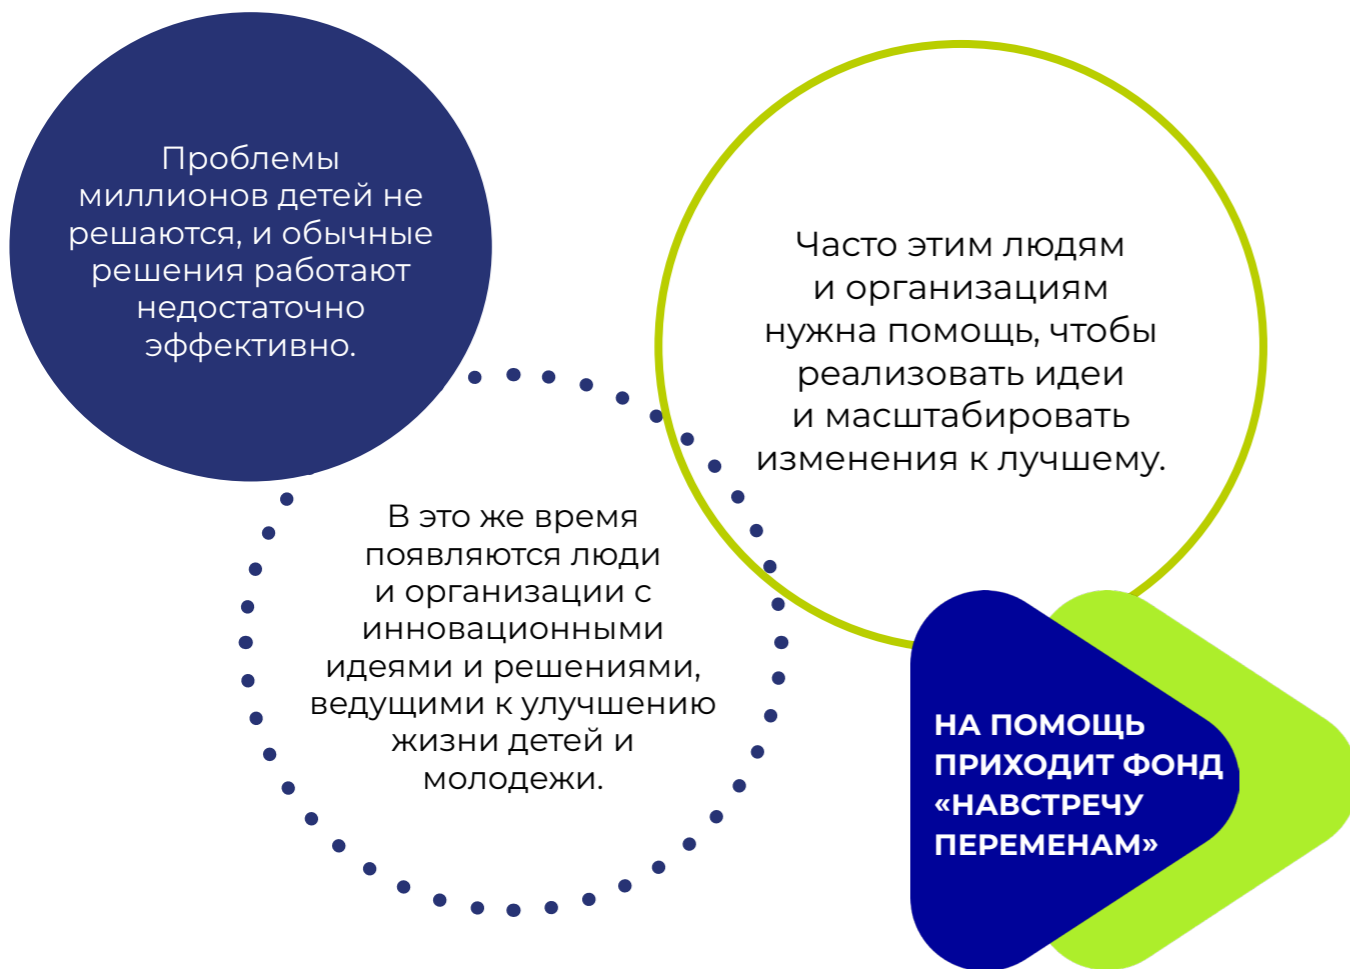 Проблемы
миллионов детей не
решаются, и обычные
решения работают
недостаточно
эффективно.
В это же время
появляются люди
и организации с
инновационными
идеями и решениями,
ведущими к улучшению
жизни детей и
молодежи.
Часто этим людям
и организациям
нужна помощь, чтобы
реализовать идеи
и масштабировать
изменения к лучшему.
НА ПОМОЩЬ
ПРИХОДИТ ФОНД
«НАВСТРЕЧУ
ПЕРЕМЕНАМ»